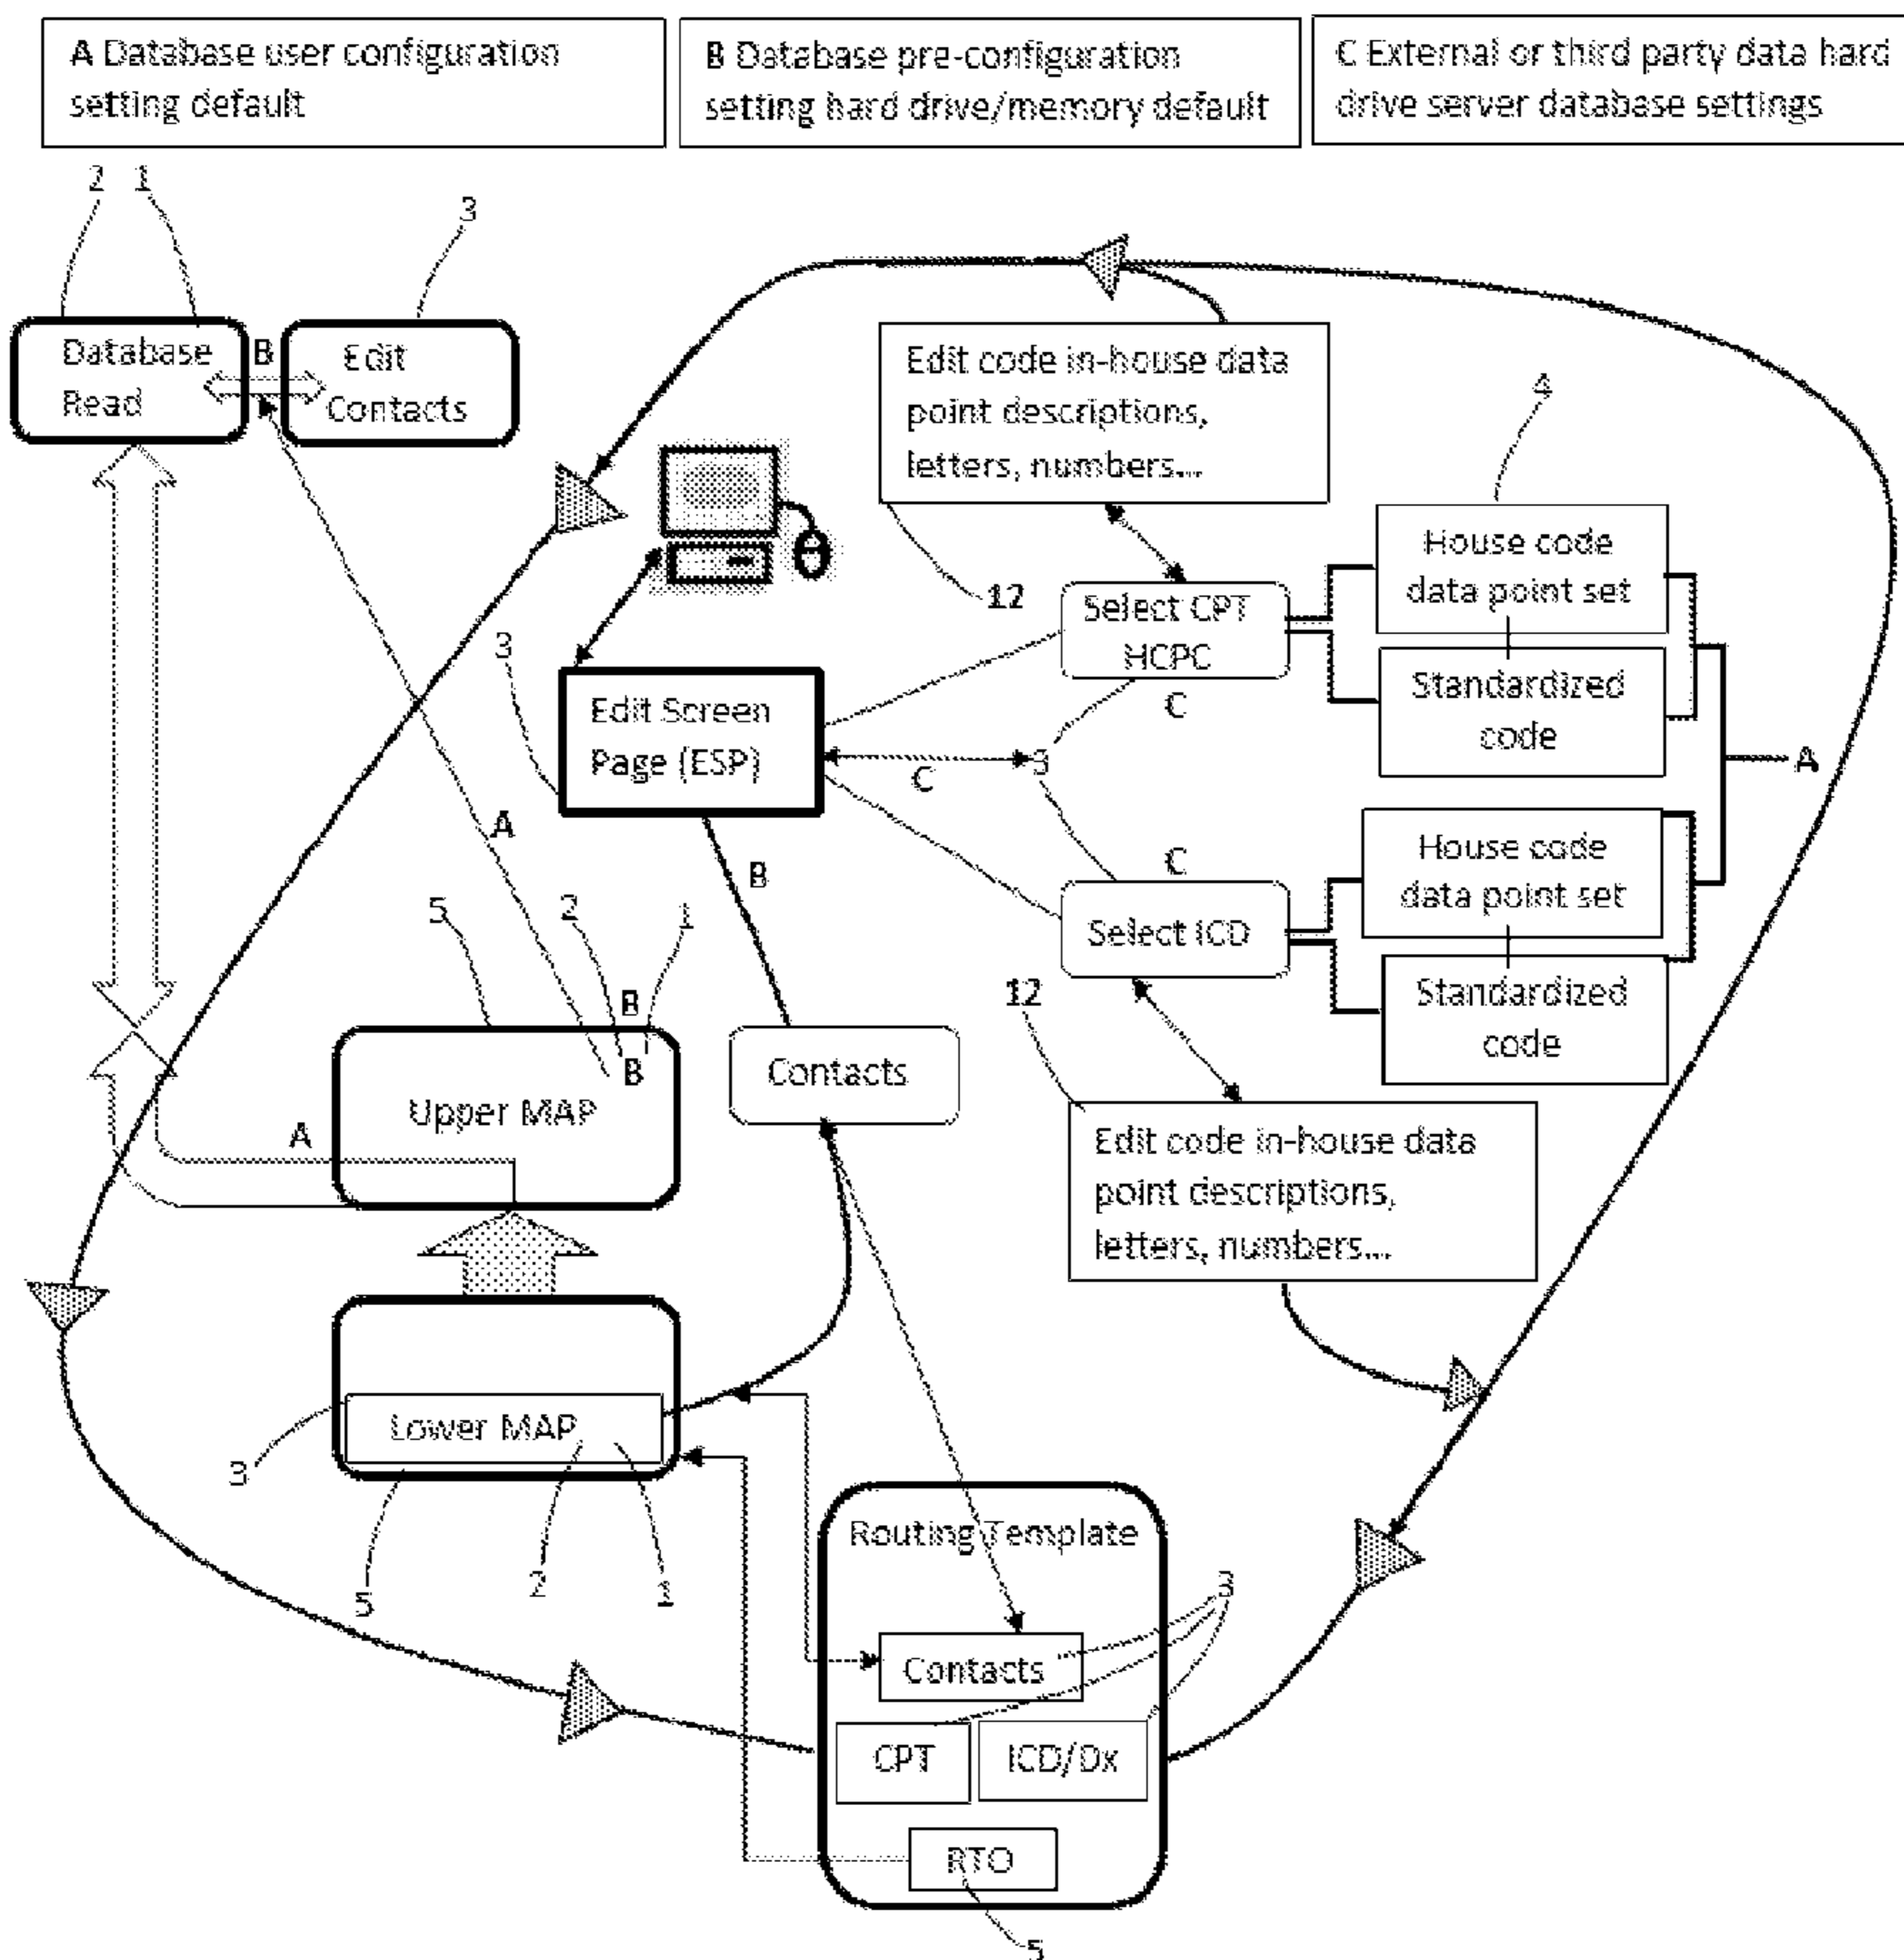 A Database user configuration
setting default
B Database pre-configuration
setting hard drive/memory default
C External or third party data hard
drive server database settings
2
1
3
Database
Read
B
Edit
Contacts
Edit code in-house data
point descriptions,
letters, numbers...
4
12
House code
data point set
Select CPT
HCPC
C
Standardized
code
3
Edit Screen
Page (ESP)
C
3
A
A
B
C
House code
data point set
Select ICD
Standardized
code
5
2
1
B
B
12
Upper MAP
A
Contacts
Edit code in-house data
point descriptions,
letters, numbers...
Lower MAP
3
5
2
1
Routing Template
3
Contacts
CPT
ICD/Dx
RTO
5